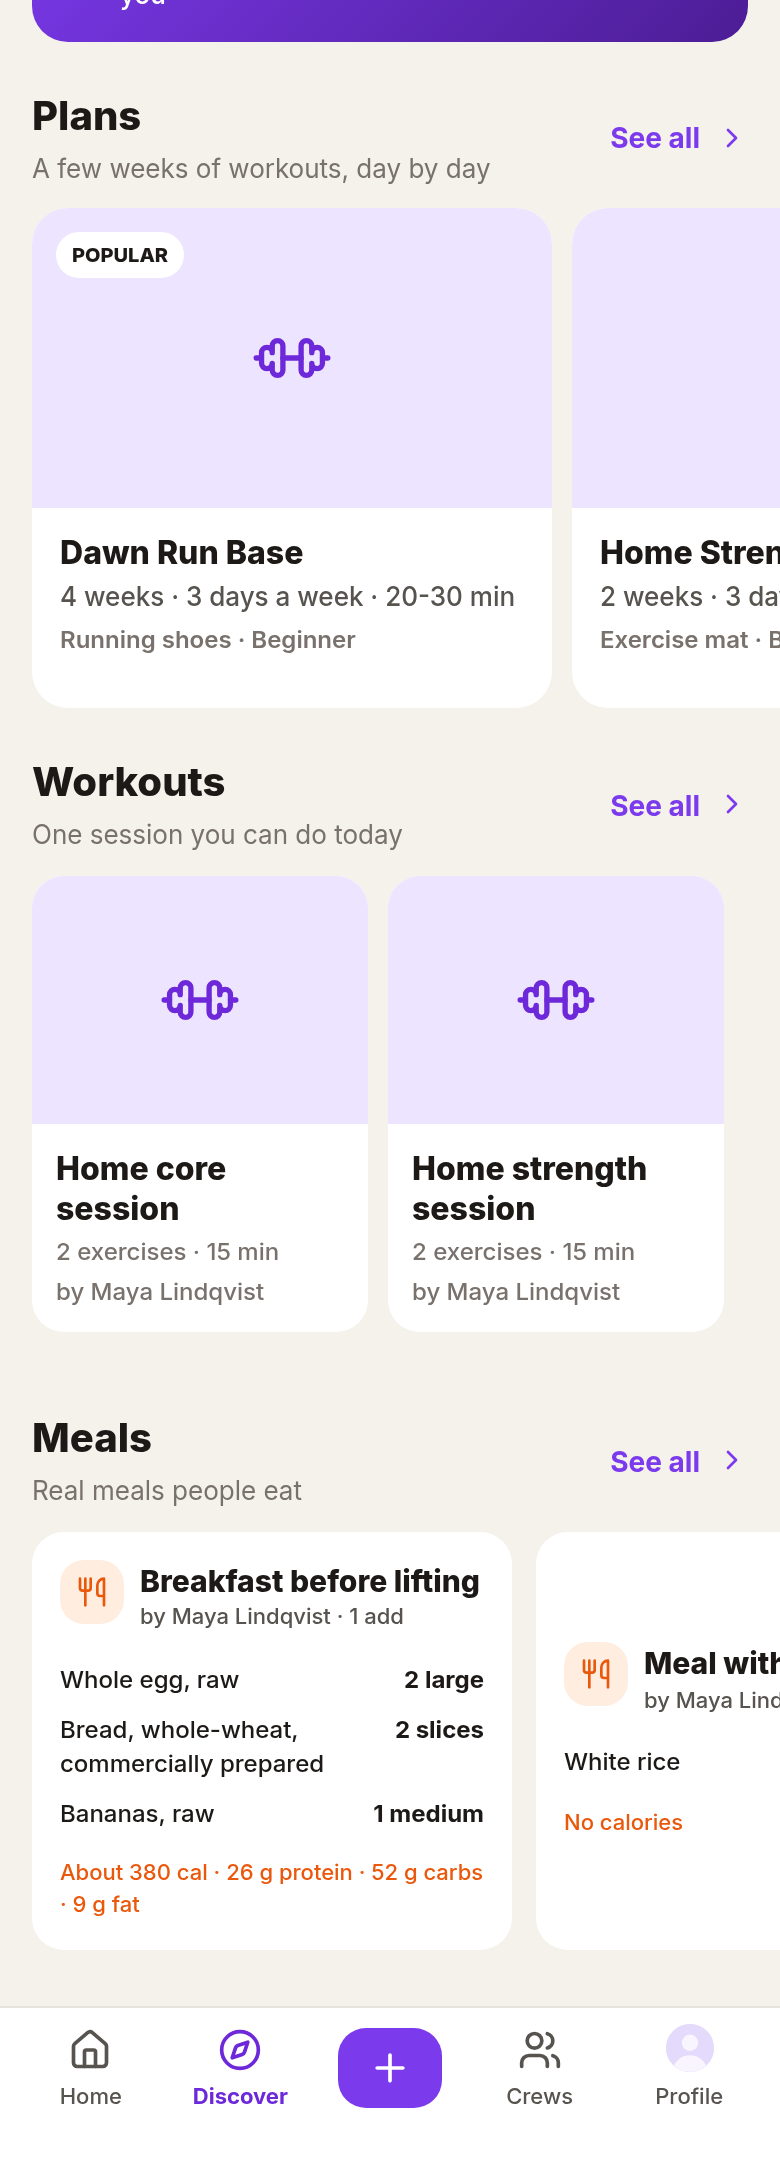 you
Plans
See all
A few weeks of workouts, day by day
POPULAR
Dawn Run Base
4 weeks · 3 days a week · 20-30 min
Running shoes · Beginner
Home Stren
2 weeks · 3 da
Exercise mat · B
Workouts
See all
One session you can do today
Home core
session
2 exercises · 15 min
by Maya Lindqvist
Home strength
session
2 exercises · 15 min
by Maya Lindqvist
Meals
See all
Real meals people eat
Breakfast before lifting
by Maya Lindqvist · 1 add
Whole egg, raw 2 large
Bread, whole-wheat, 2 slices
commercially prepared
Bananas, raw 1 medium
About 380 cal · 26 g protein · 52 g carbs
· 9 g fat
Meal with
by Maya Lind
White rice
No calories
Home
Discover
Crews
Profile